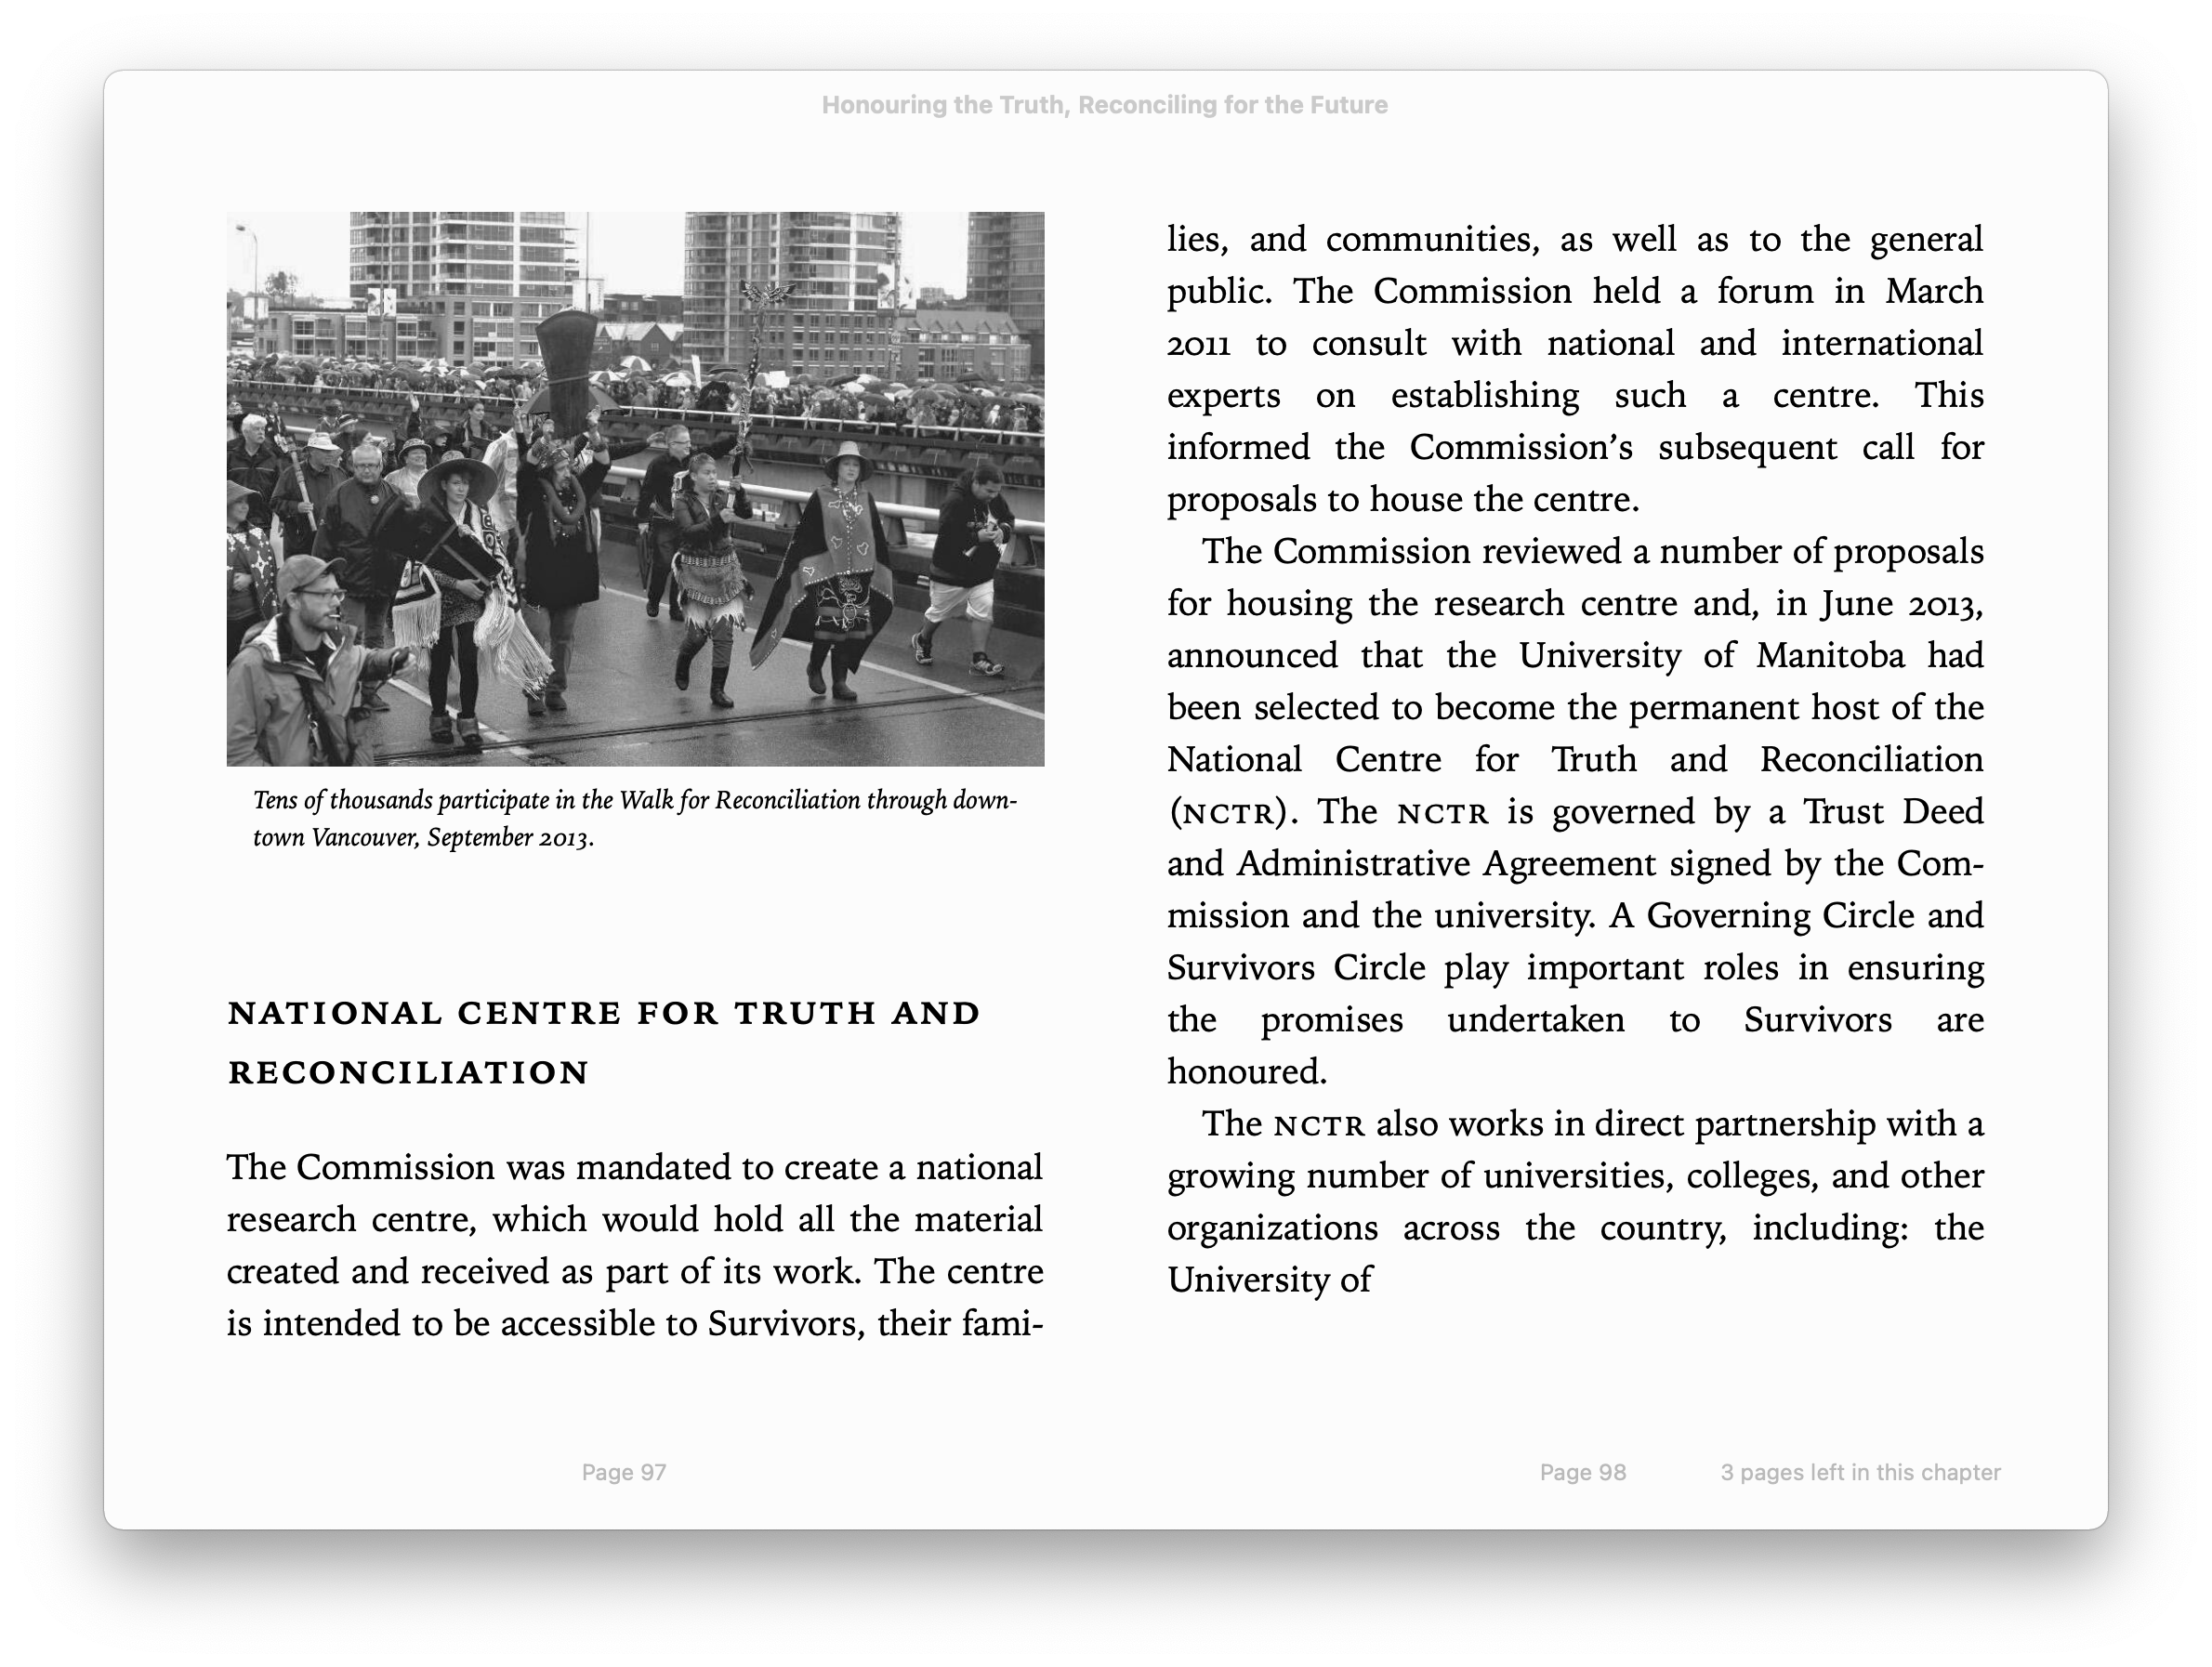 Honouring the Truth, Reconciling for the Future
Tens of thousands participate in the Walk for Reconciliation through down-
town Vancouver, September 2013.
NATIONAL CENTRE FOR TRUTH AND
RECONCILIATION
The Commission was mandated to create a national
research centre, which would hold all the material
created and received as part of its work. The centre
is intended to be accessible to Survivors, their fami-
lies, and communities, as well as to the general
public. The Commission held a forum in March
2011 to consult with national and international
experts on establishing such a centre. This
informed the Commission’s subsequent call for
proposals to house the centre.
The Commission reviewed a number of proposals
for housing the research centre and, in June 2013,
announced that the University of Manitoba had
been selected to become the permanent host of the
National Centre for Truth and Reconciliation
(NCTR). The NCTR is governed by a Trust Deed
and Administrative Agreement signed by the Com-
mission and the university. A Governing Circle and
Survivors Circle play important roles in ensuring
the promises undertaken to Survivors are
honoured.
The NCTR also works in direct partnership with a
growing number of universities, colleges, and other
organizations across the country, including: the
University of
Page 97
Page 98
3 pages left in this chapter